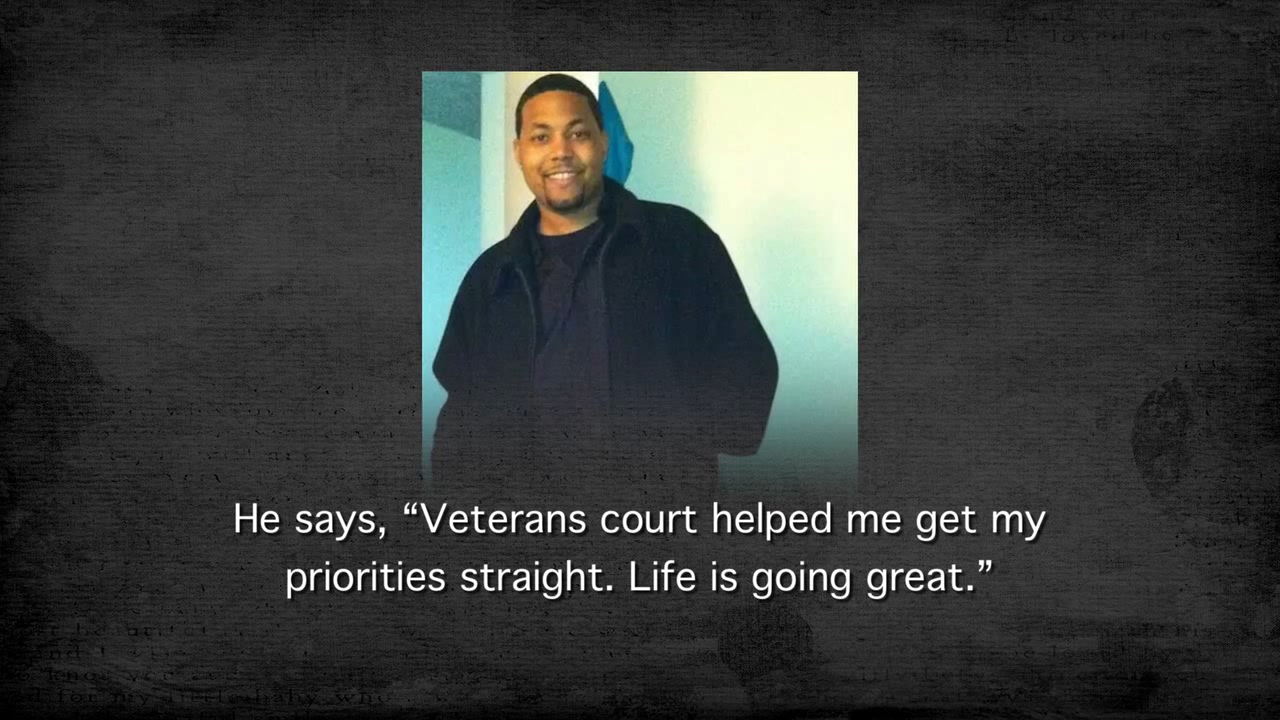 He says, “Veterans court helped me get my
priorities straight. Life is going great.”